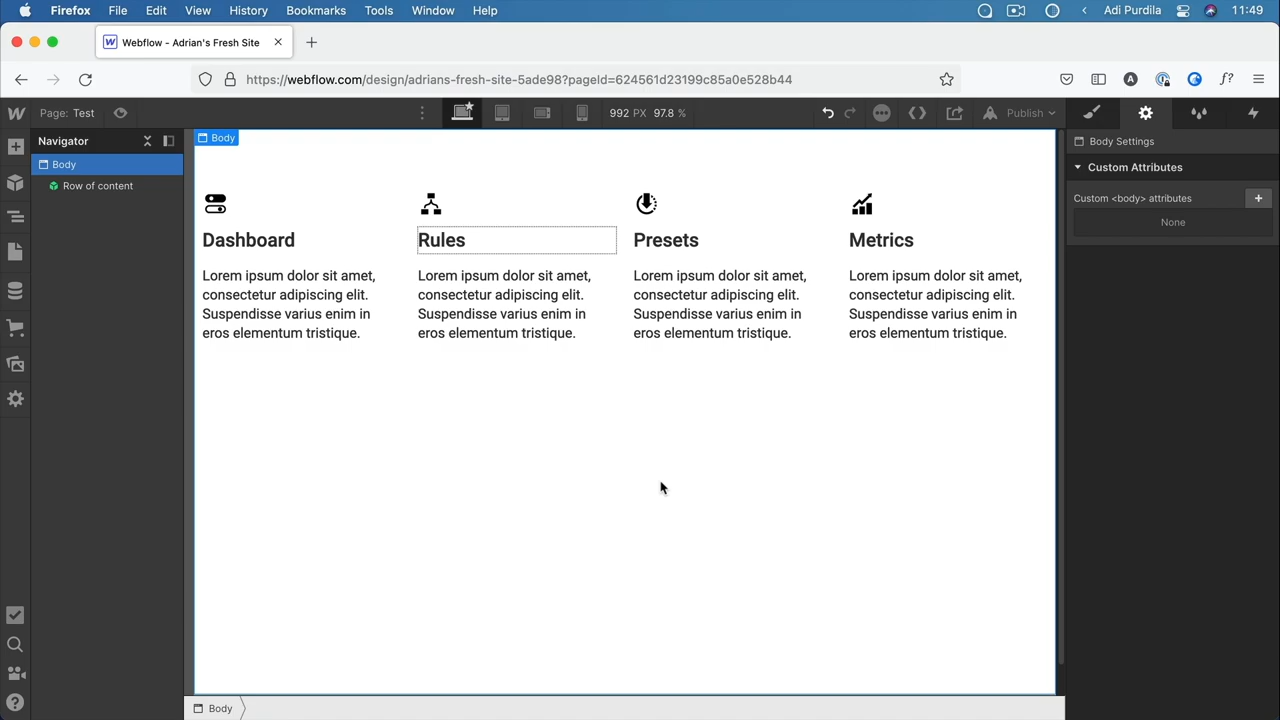 Firefox File Edit View History Bookmarks Tools Window Help Adi Purdila 11:49
Webflow - Adrian's Fresh Site
https://webflow.com/design/adrians-fresh-site-5ade98?pageId=624561d23199c85a0e528b44
Page: Test 992 PX 97.8 % Publish
Navigator
Body
Row of content
Body
Dashboard
Lorem ipsum dolor sit amet,
consectetur adipiscing elit.
Suspendisse varius enim in
eros elementum tristique.
Rules
Lorem ipsum dolor sit amet,
consectetur adipiscing elit.
Suspendisse varius enim in
eros elementum tristique.
Presets
Lorem ipsum dolor sit amet,
consectetur adipiscing elit.
Suspendisse varius enim in
eros elementum tristique.
Metrics
Lorem ipsum dolor sit amet,
consectetur adipiscing elit.
Suspendisse varius enim in
eros elementum tristique.
Body Settings
Custom Attributes
Custom <body> attributes
None
Body